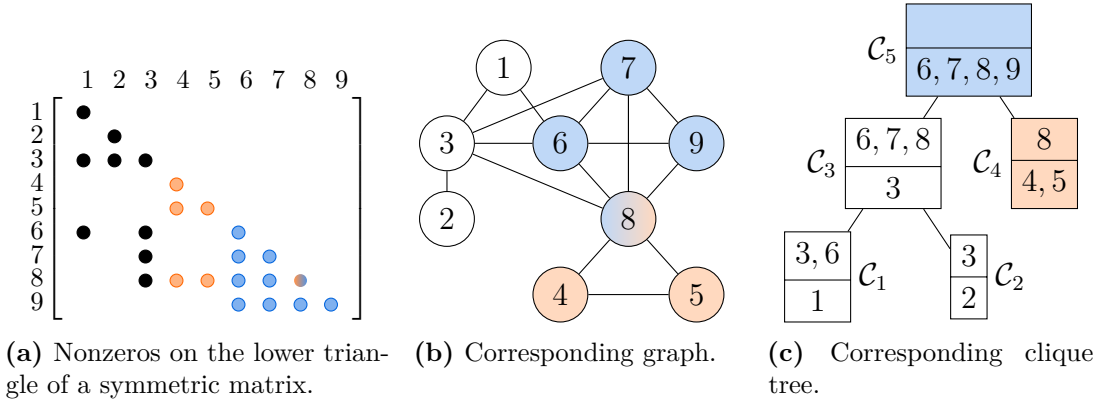 1 2 3 4 5 6 7 8 9
1
2
3
4
5
6
7
8
9
(a) Nonzeros on the lower trian-
gle of a symmetric matrix.
1
7
3
6
9
2
8
4
5
(b) Corresponding graph.
C₅
6, 7, 8, 9
C₃
6, 7, 8
3
C₄
8
4, 5
3, 6
1
C₁
3
2
C₂
(c) Corresponding clique
tree.